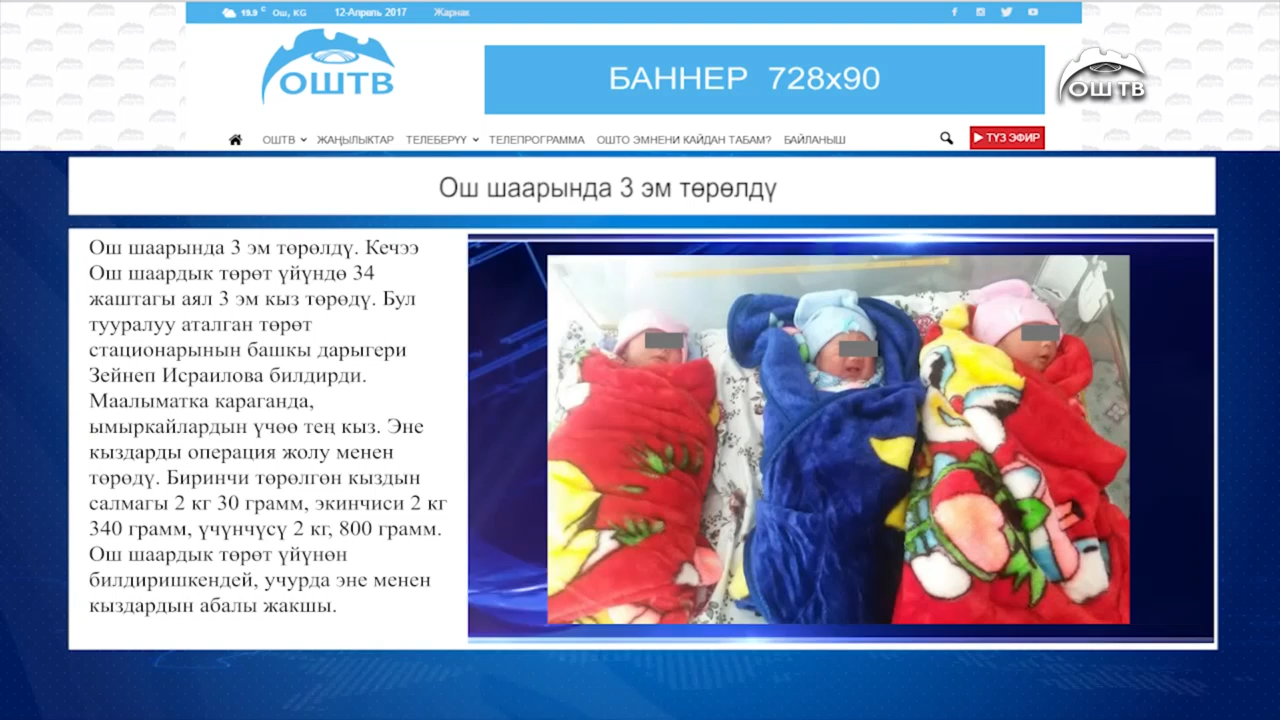 19.9 C Ош, KG 12-Апрель 2017 Жарнак
ОШТВ
БАННЕР 728x90
ОШ ТВ
ОШТВ ЖАҢЫЛЫКТАР ТЕЛЕБЕРҮҮ ТЕЛЕПРОГРАММА ОШТО ЭМНЕНИ КАЙДАН ТАБАМ? БАЙЛАНЫШ
ТҮЗ ЭФИР
Ош шаарында 3 эм төрөлдү
Ош шаарында 3 эм төрөлдү. Кечээ
Ош шаардык төрөт үйүндө 34
жаштагы аял 3 эм кыз төрөдү. Бул
тууралуу аталган төрөт
стационарынын башкы дарыгери
Зейнеп Исраилова билдирди.
Маалыматка караганда,
ымыркайлардын үчөө тең кыз. Эне
кыздарды операция жолу менен
төрөдү. Биринчи төрөлгөн кыздын
салмагы 2 кг 30 грамм, экинчиси 2 кг
340 грамм, үчүнчүсү 2 кг, 800 грамм.
Ош шаардык төрөт үйүнөн
билдиришкендей, учурда эне менен
кыздардын абалы жакшы.